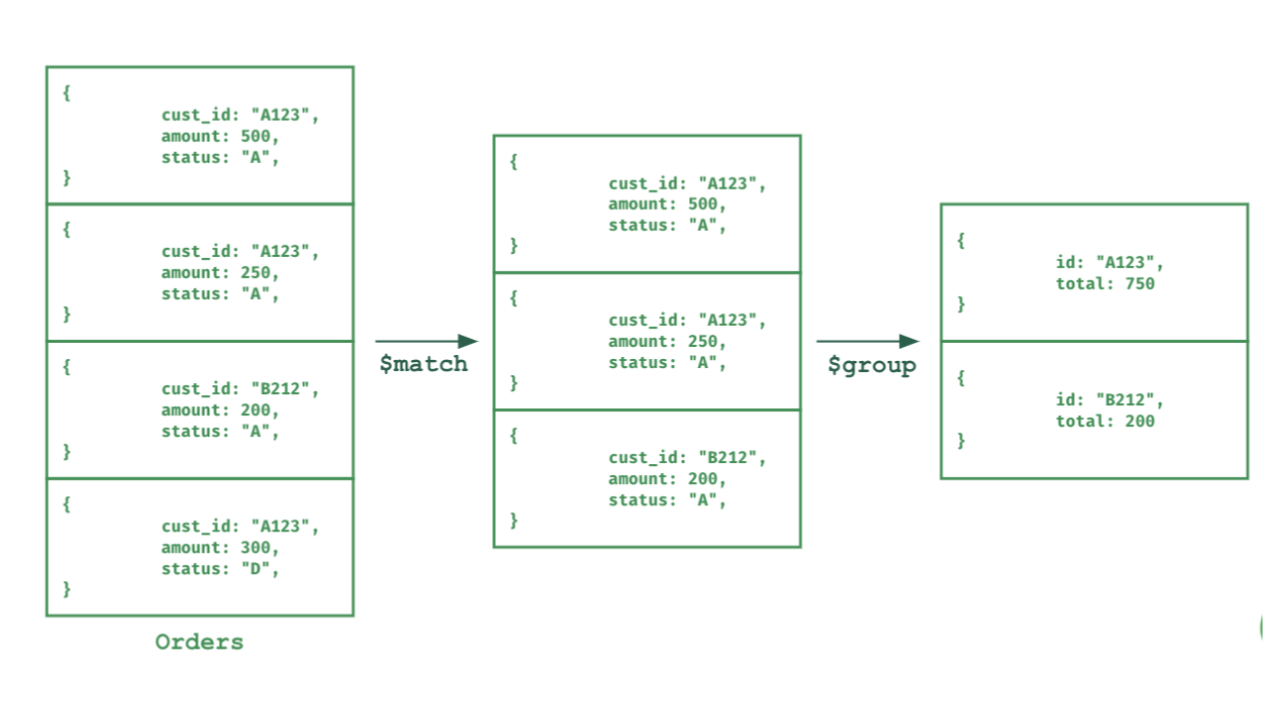 {
cust_id: "A123",
amount: 500,
status: "A",
}
{
cust_id: "A123",
amount: 250,
status: "A",
}
{
cust_id: "B212",
amount: 200,
status: "A",
}
{
cust_id: "A123",
amount: 300,
status: "D",
}
Orders
$match
{
cust_id: "A123",
amount: 500,
status: "A",
}
{
cust_id: "A123",
amount: 250,
status: "A",
}
{
cust_id: "B212",
amount: 200,
status: "A",
}
$group
{
id: "A123",
total: 750
}
{
id: "B212",
total: 200
}